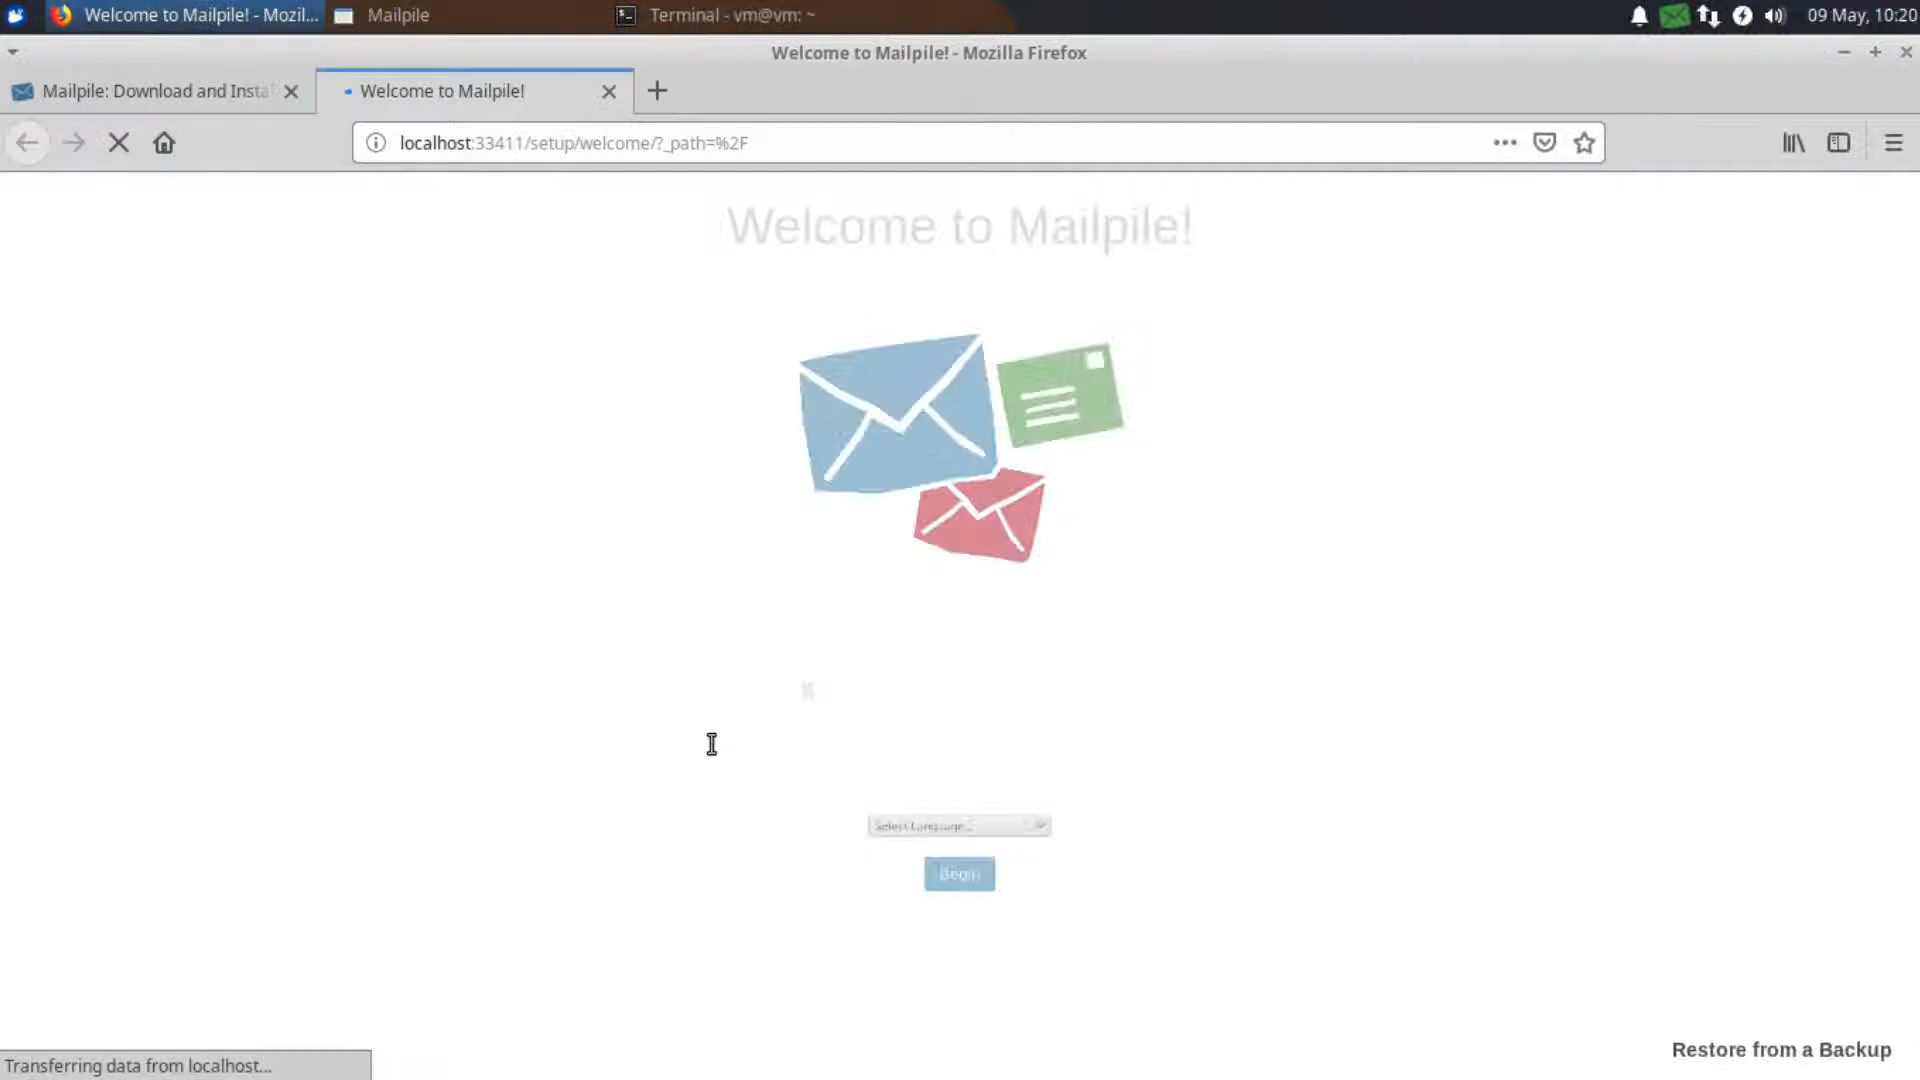 Welcome to Mailpile! - Mozil...
Mailpile
Terminal - vm@vm: ~
09 May, 10:20
Welcome to Mailpile! - Mozilla Firefox
Mailpile: Download and Insta
Welcome to Mailpile!
localhost:33411/setup/welcome/?_path=%2F
Welcome to Mailpile!
Select Language
Begin
Restore from a Backup
Transferring data from localhost...